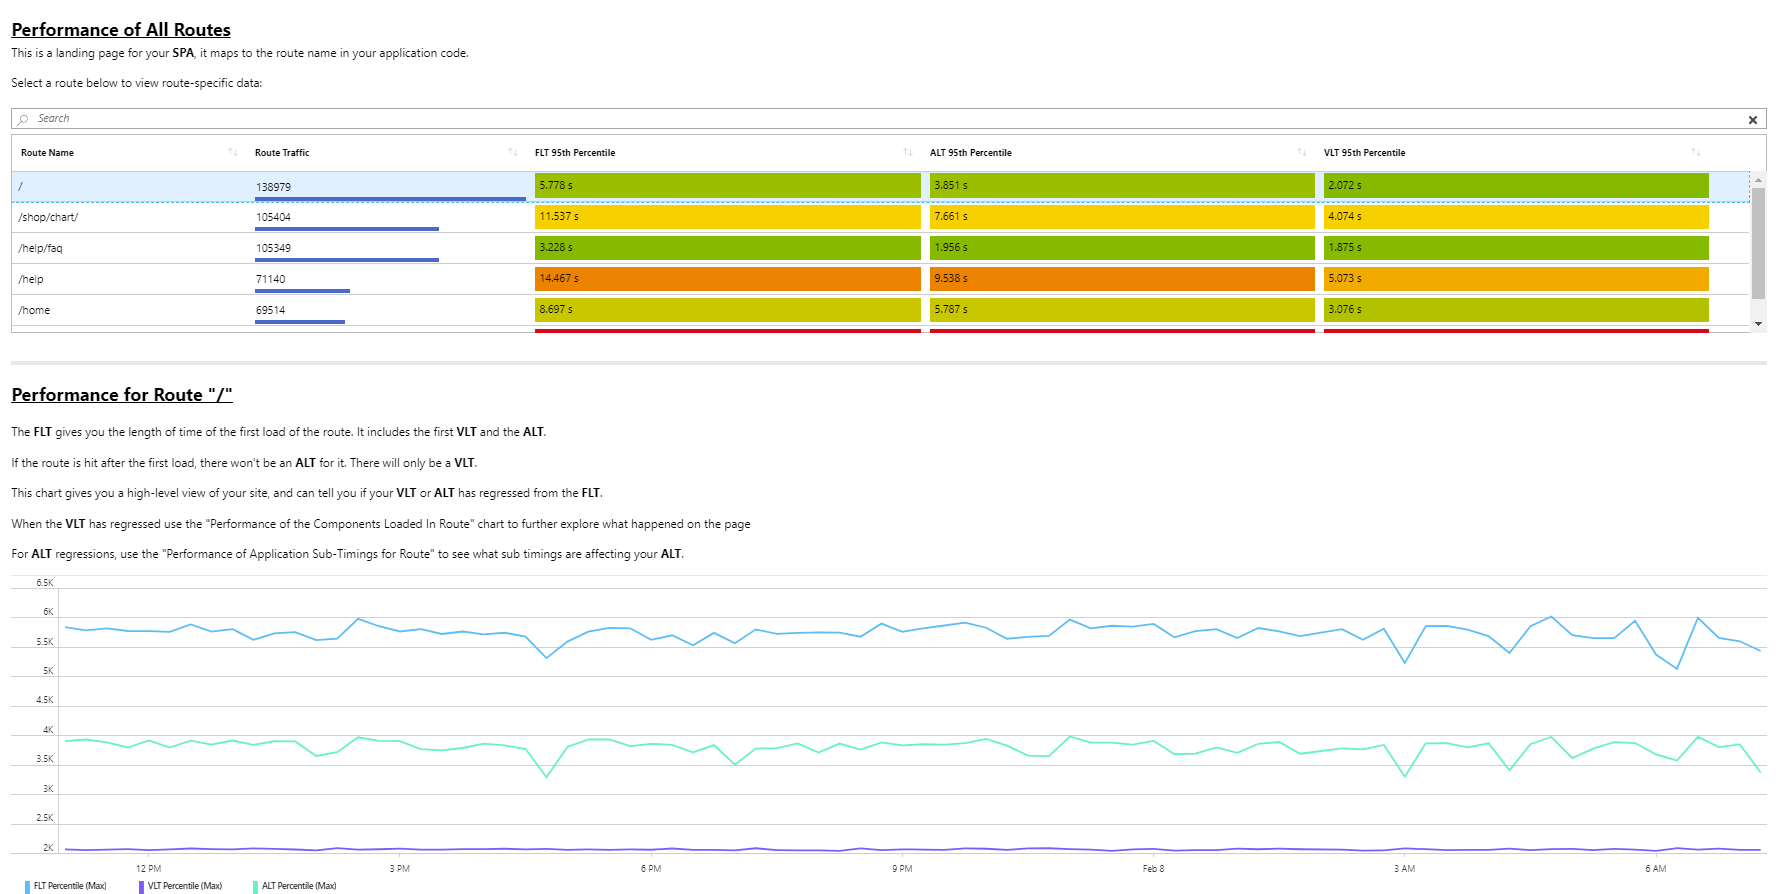 Performance of All Routes
This is a landing page for your SPA, it maps to the route name in your application code.
Select a route below to view route-specific data:
Search
Route Name Route Traffic FLT 95th Percentile ALT 95th Percentile VLT 95th Percentile
/ 138979 5.778 s 3.851 s 2.072 s
/shop/chart/ 105404 11.537 s 7.661 s 4.074 s
/help/faq 105349 3.228 s 1.956 s 1.875 s
/help 71140 14.467 s 9.538 s 5.073 s
/home 69514 8.697 s 5.787 s 3.076 s
Performance for Route "/"
The FLT gives you the length of time of the first load of the route. It includes the first VLT and the ALT.
If the route is hit after the first load, there won't be an ALT for it. There will only be a VLT.
This chart gives you a high-level view of your site, and can tell you if your VLT or ALT has regressed from the FLT.
When the VLT has regressed use the "Performance of the Components Loaded In Route" chart to further explore what happened on the page
For ALT regressions, use the "Performance of Application Sub-Timings for Route" to see what sub timings are affecting your ALT.
6.5K
6K
5.5K
5K
4.5K
4K
3.5K
3K
2.5K
2K
12 PM 3 PM 6 PM 9 PM Feb 8 3 AM 6 AM
FLT Percentile (Max) VLT Percentile (Max) ALT Percentile (Max)